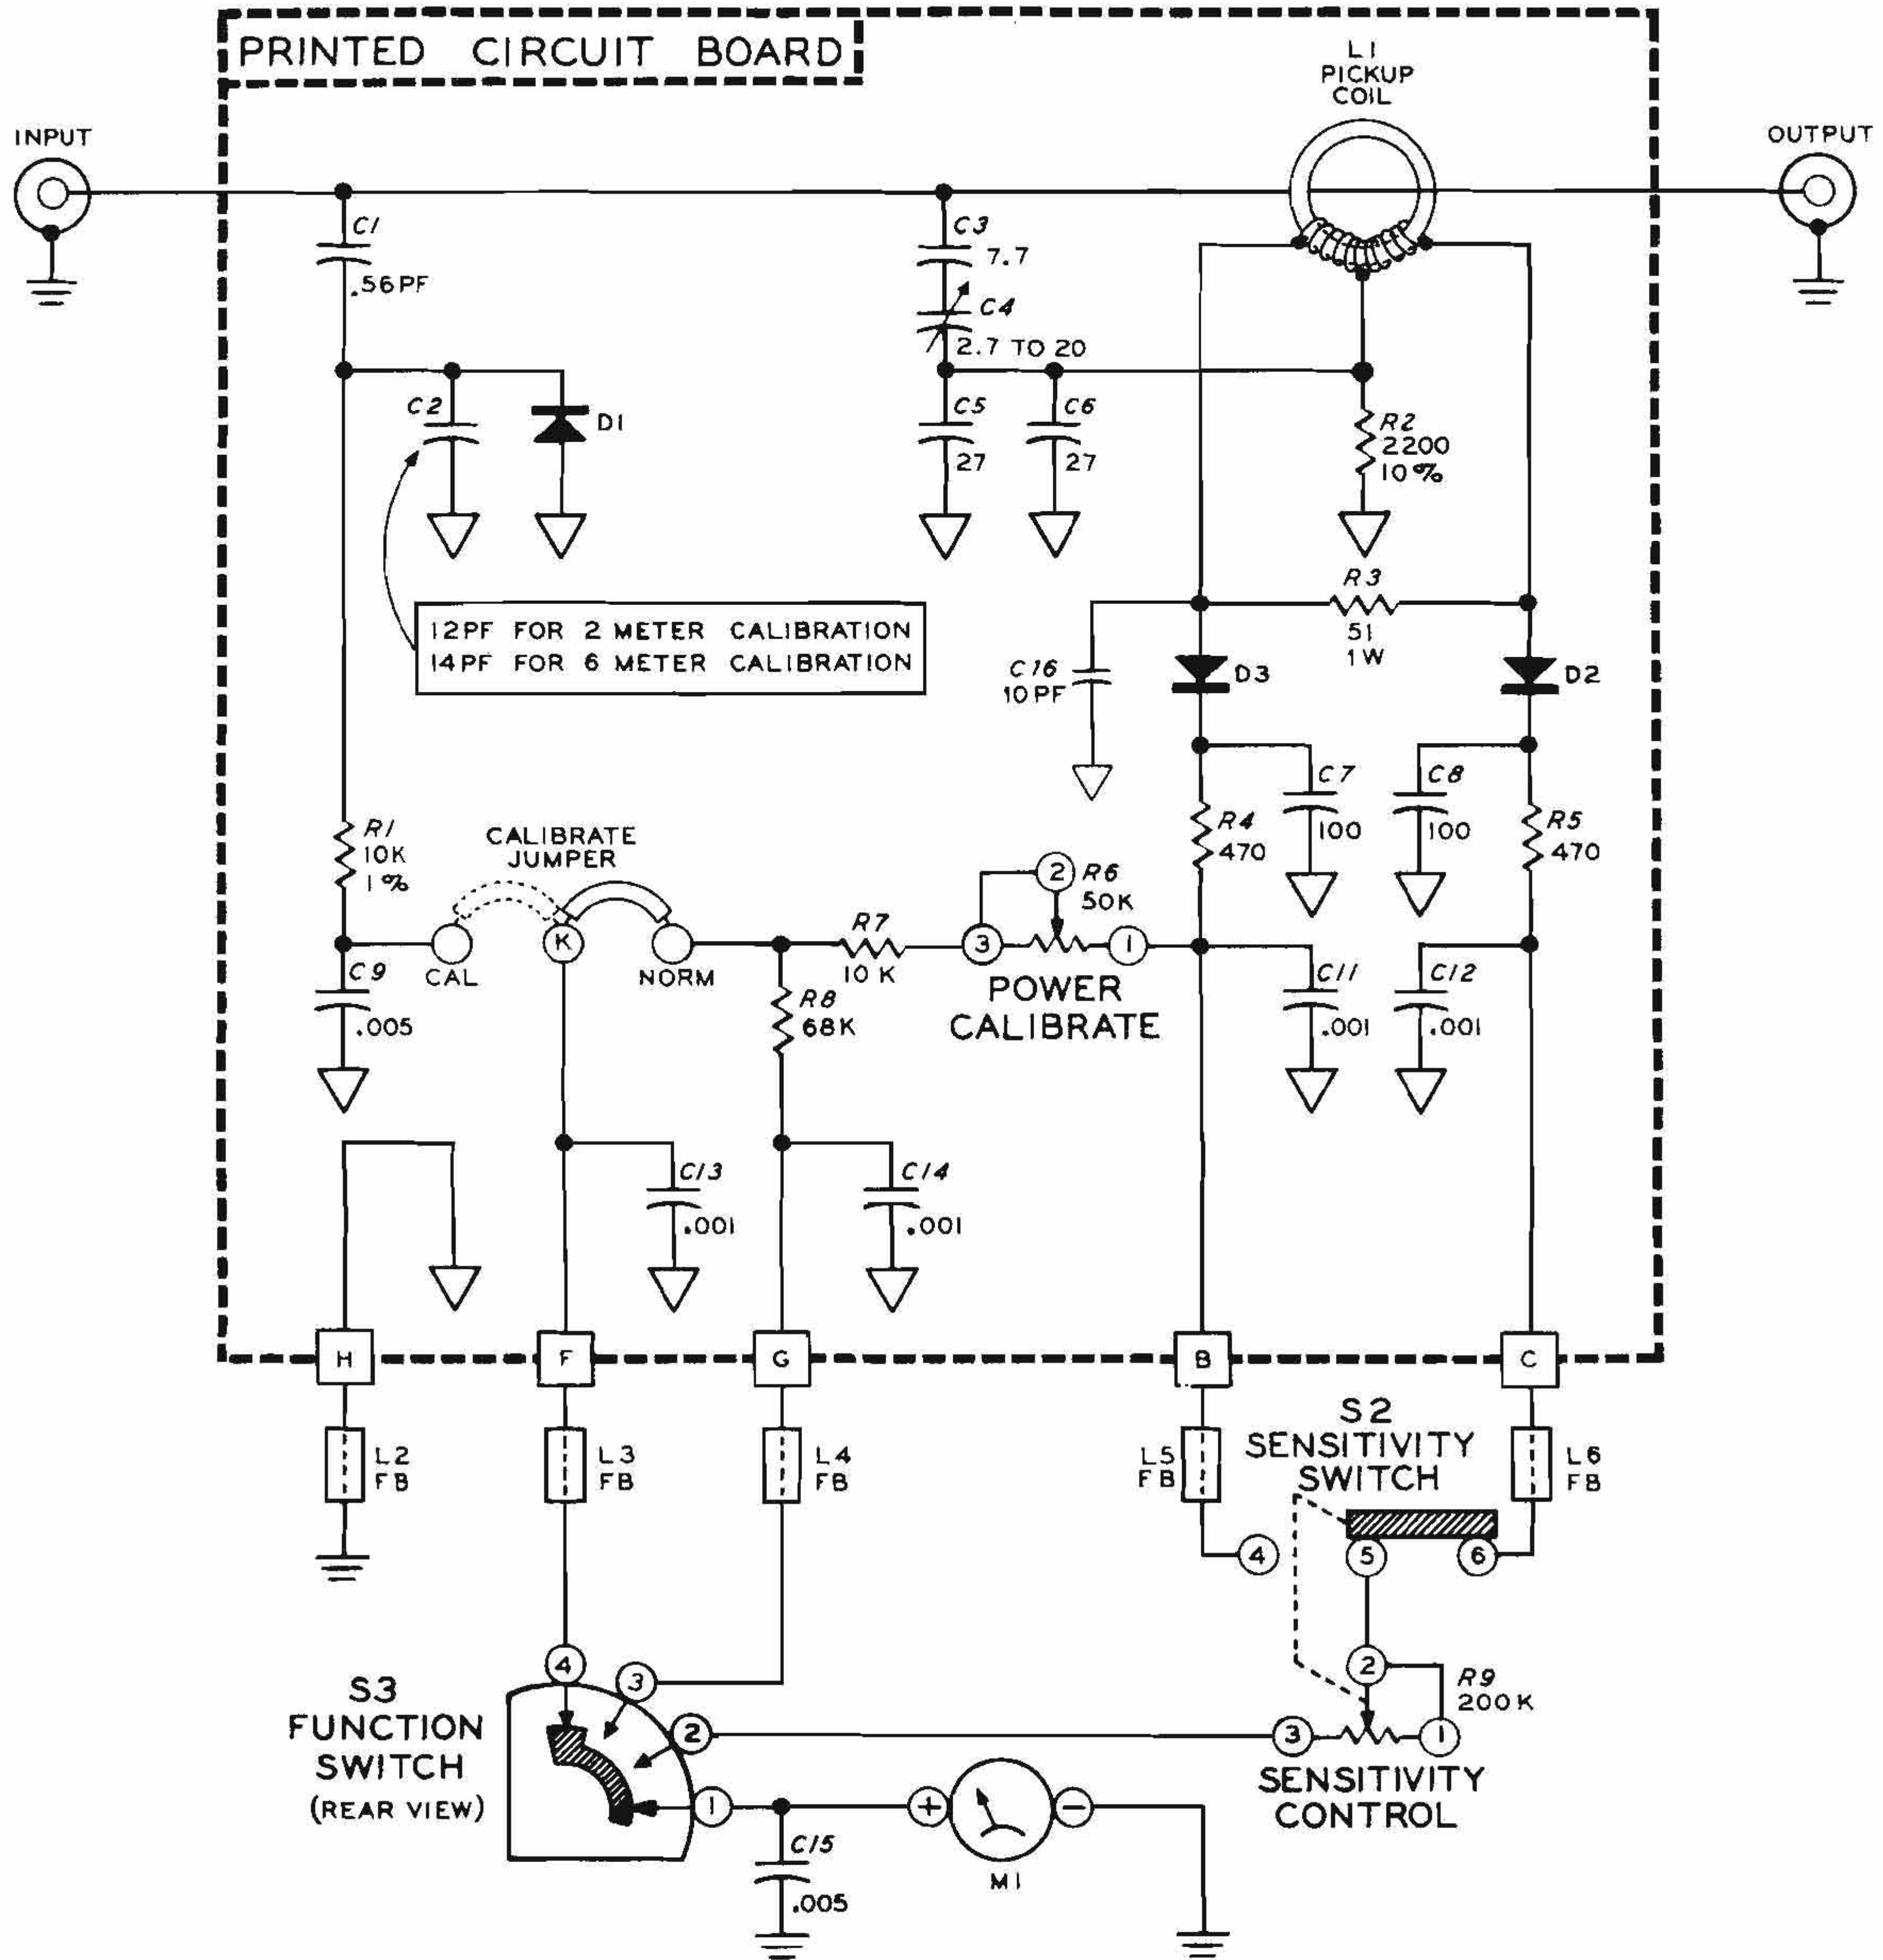 PRINTED CIRCUIT BOARD
L1
PICKUP
COIL
INPUT
OUTPUT
C1
.56PF
C3
7.7
C4
2.7 TO 20
C2
D1
C5
27
C6
27
R2
2200
10%
12PF FOR 2 METER CALIBRATION
14PF FOR 6 METER CALIBRATION
R3
51
1W
C16
10PF
D3
D2
C7
100
C8
100
R1
10K
1%
CALIBRATE
JUMPER
R4
470
R5
470
2
R6
50K
R7
10K
3
1
K
CAL
NORM
POWER
CALIBRATE
C9
.005
R8
68K
C11
.001
C12
.001
C13
.001
C14
.001
H
F
G
B
C
L2
FB
L3
FB
L4
FB
L5
FB
S2
SENSITIVITY
SWITCH
L6
FB
4
5
6
4
3
2
1
S3
FUNCTION
SWITCH
(REAR VIEW)
2
R9
200K
3
1
SENSITIVITY
CONTROL
+
−
M1
C15
.005